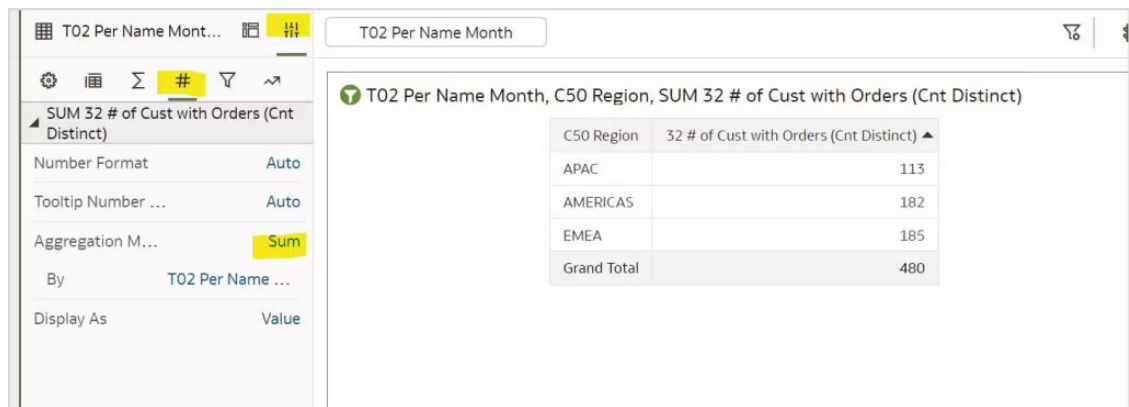 T02 Per Name Mont...
T02 Per Name Month
#
SUM 32 # of Cust with Orders (Cnt
Distinct)
Number Format Auto
Tooltip Number ... Auto
Aggregation M... Sum
By T02 Per Name ...
Display As Value
T02 Per Name Month, C50 Region, SUM 32 # of Cust with Orders (Cnt Distinct)
C50 Region 32 # of Cust with Orders (Cnt Distinct)
APAC 113
AMERICAS 182
EMEA 185
Grand Total 480